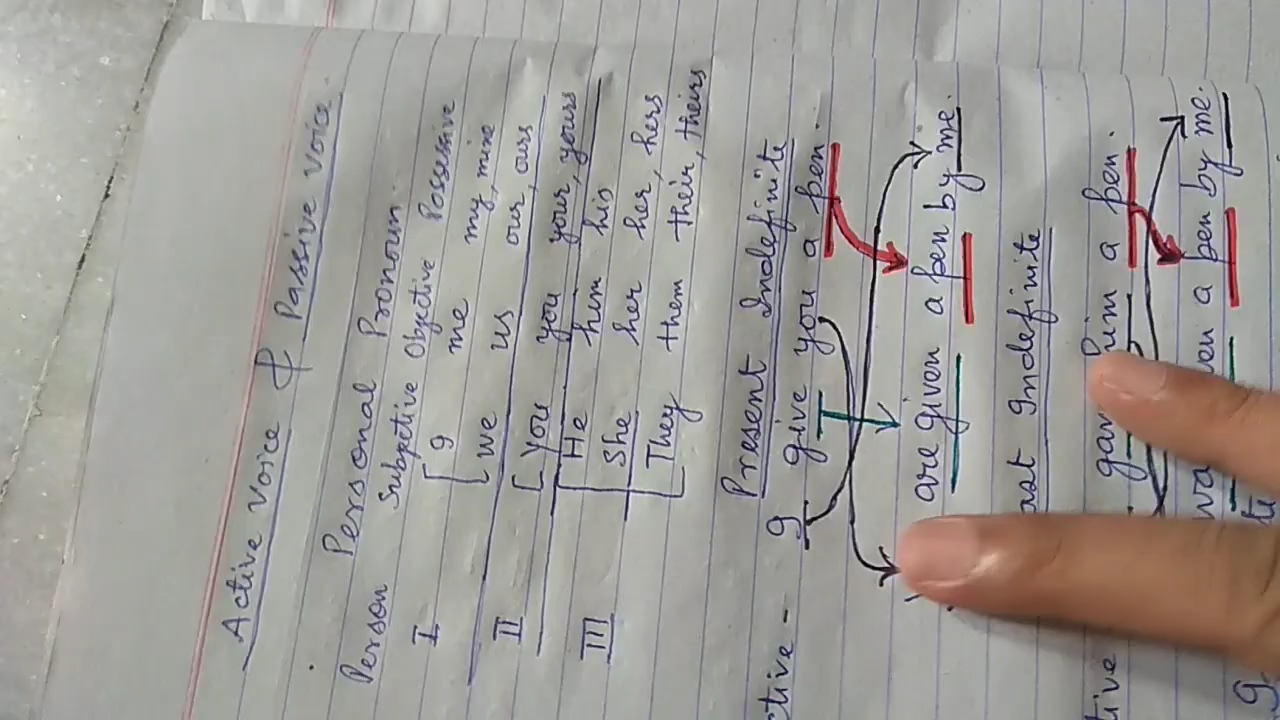 Active Voice & Passive Voice.
Person Personal Pronoun.
Subjective Objective Possessive
I [ I me my, mine
[ we us our, ours
II [ You you your, yours
III [ He him his
She her her, hers
[ They them their, theirs
Present Indefinite
I give you a pen.
are given a pen by me.
Indefinite
him a pen.
a pen by me.